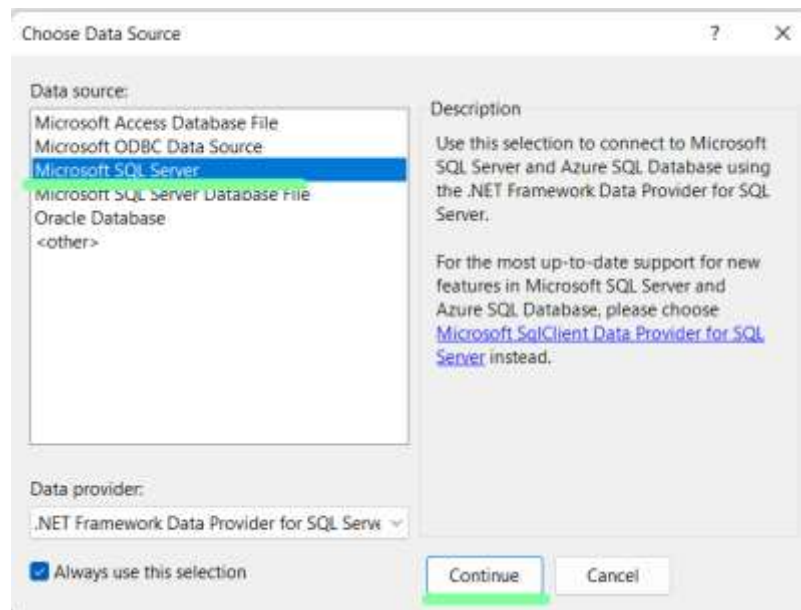 Choose Data Source
?
Data source:
Microsoft Access Database File
Microsoft ODBC Data Source
Microsoft SQL Server
Microsoft SQL Server Database File
Oracle Database
<other>
Description
Use this selection to connect to Microsoft
SQL Server and Azure SQL Database using
the .NET Framework Data Provider for SQL
Server.
For the most up-to-date support for new
features in Microsoft SQL Server and
Azure SQL Database, please choose
Microsoft SqlClient Data Provider for SQL
Server instead.
Data provider:
.NET Framework Data Provider for SQL Serve
Always use this selection
Continue
Cancel